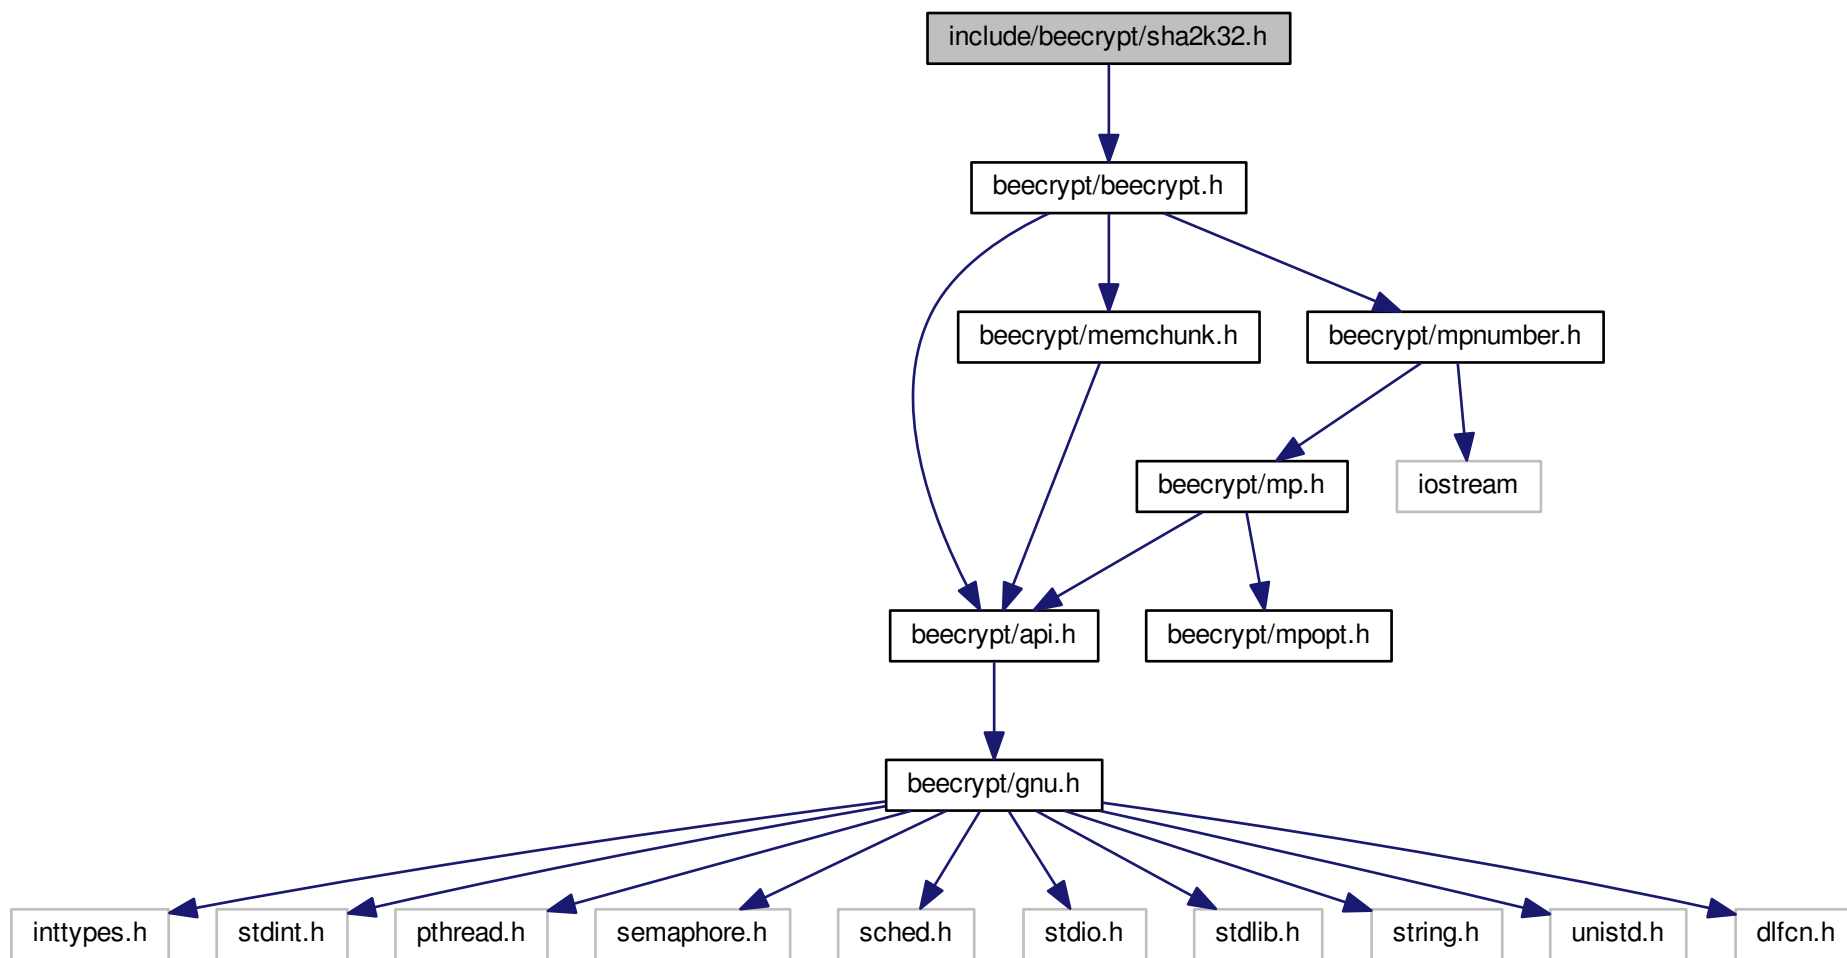 include/beecrypt/sha2k32.h
beecrypt/beecrypt.h
beecrypt/memchunk.h
beecrypt/mpnumber.h
beecrypt/mp.h
iostream
beecrypt/api.h
beecrypt/mpopt.h
beecrypt/gnu.h
inttypes.h
stdint.h
pthread.h
semaphore.h
sched.h
stdio.h
stdlib.h
string.h
unistd.h
dlfcn.h